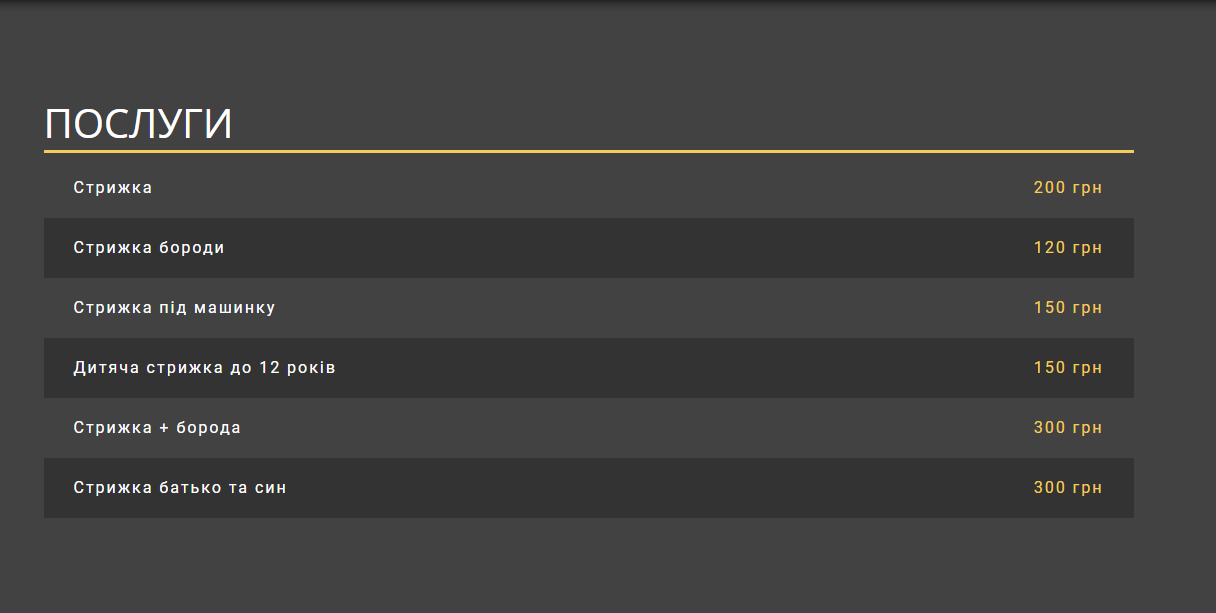 ПОСЛУГИ
Стрижка 200 грн
Стрижка бороди 120 грн
Стрижка під машинку 150 грн
Дитяча стрижка до 12 років 150 грн
Стрижка + борода 300 грн
Стрижка батько та син 300 грн